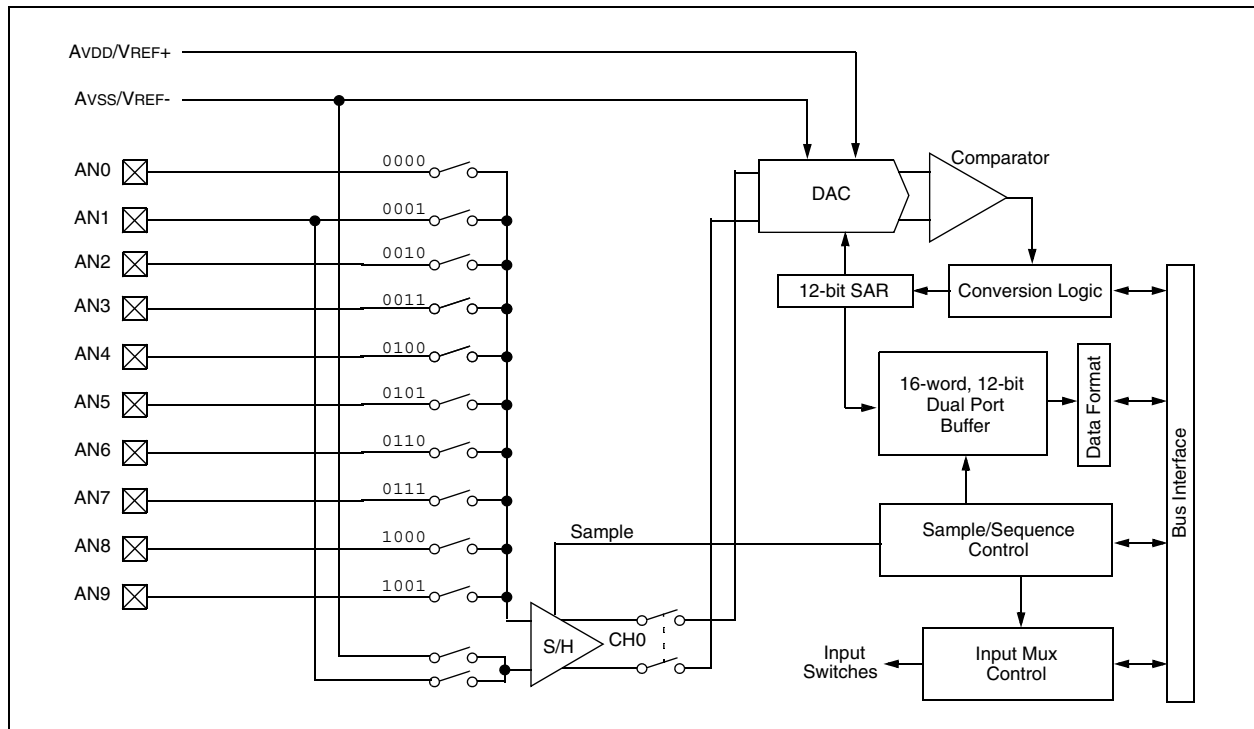 AVDD/VREF+
AVSS/VREF-
AN0
0000
AN1
0001
AN2
0010
AN3
0011
AN4
0100
AN5
0101
AN6
0110
AN7
0111
AN8
1000
AN9
1001
S/H
CH0
Sample
DAC
Comparator
12-bit SAR
Conversion Logic
16-word, 12-bit
Dual Port
Buffer
Data Format
Bus Interface
Sample/Sequence
Control
Input
Switches
Input Mux
Control